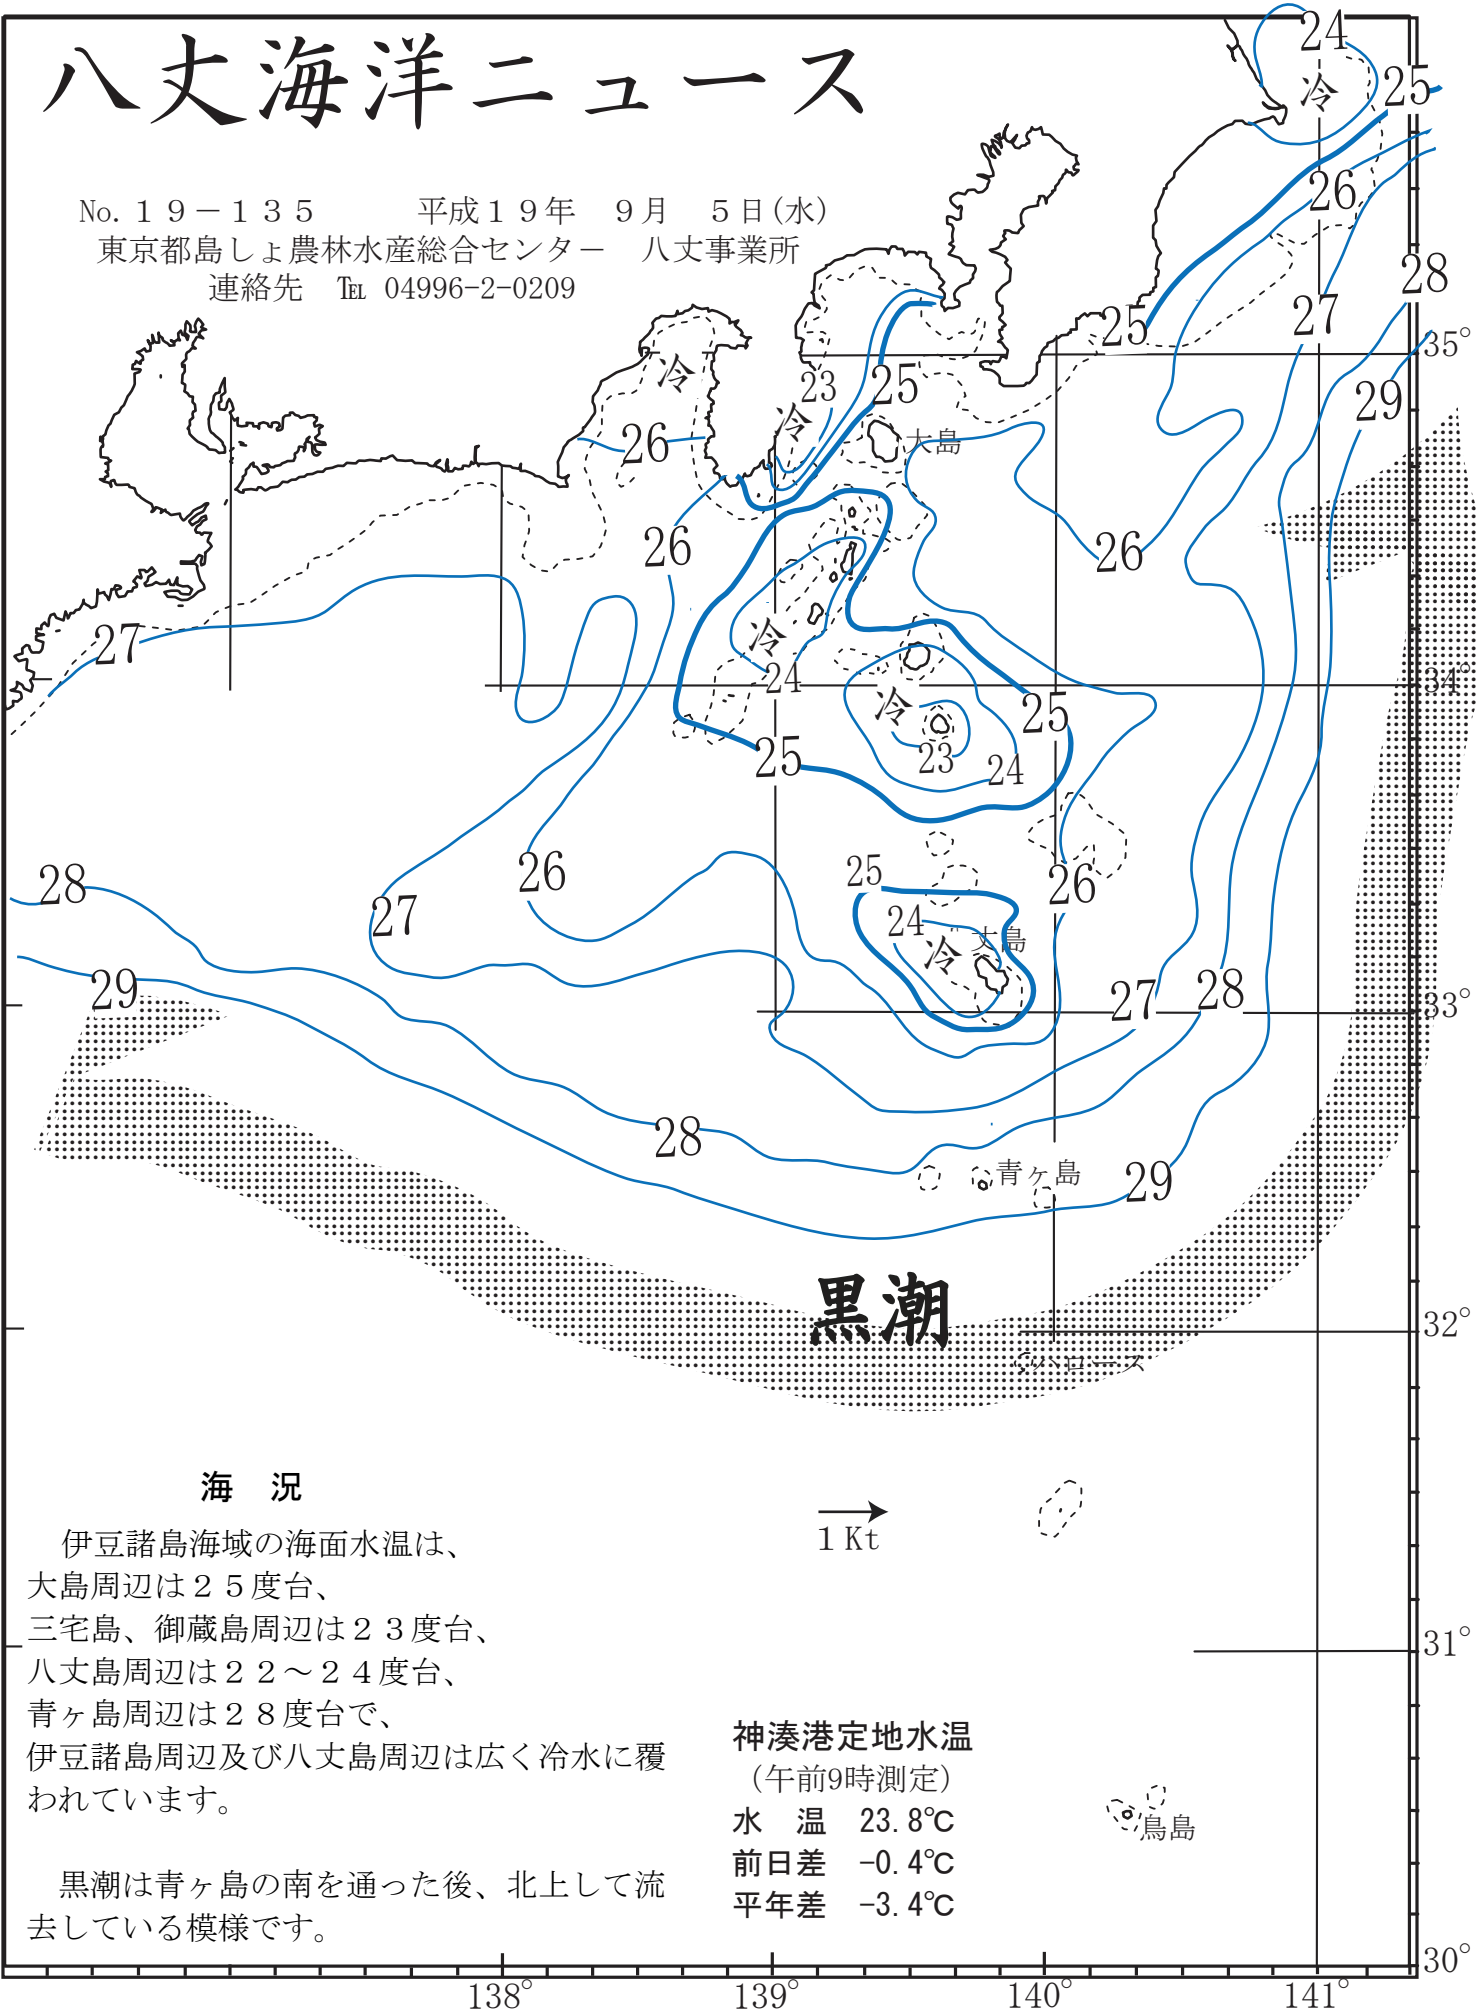 八丈海洋ニュース
No.１９－１３５　平成１９年　９月　５日(水)
東京都島しょ農林水産総合センター　八丈事業所
連絡先　℡ 04996-2-0209
24
冷
25
26
28
27
25
35°
29
冷
23
25
冷
大島
26
26
26
27
冷
24
34°
冷
25
25
23
24
28
26
25
26
27
24
冷
丈島
29
27
28
33°
28
青ヶ島
29
黒潮
32°
ベヨース
海　況
伊豆諸島海域の海面水温は、
大島周辺は２５度台、
三宅島、御蔵島周辺は２３度台、
八丈島周辺は２２～２４度台、
青ヶ島周辺は２８度台で、
伊豆諸島周辺及び八丈島周辺は広く冷水に覆
われています。
黒潮は青ヶ島の南を通った後、北上して流
去している模様です。
１Kt
31°
神湊港定地水温
（午前9時測定）
水　温　23.8℃
前日差　-0.4℃
平年差　-3.4℃
鳥島
30°
138°
139°
140°
141°